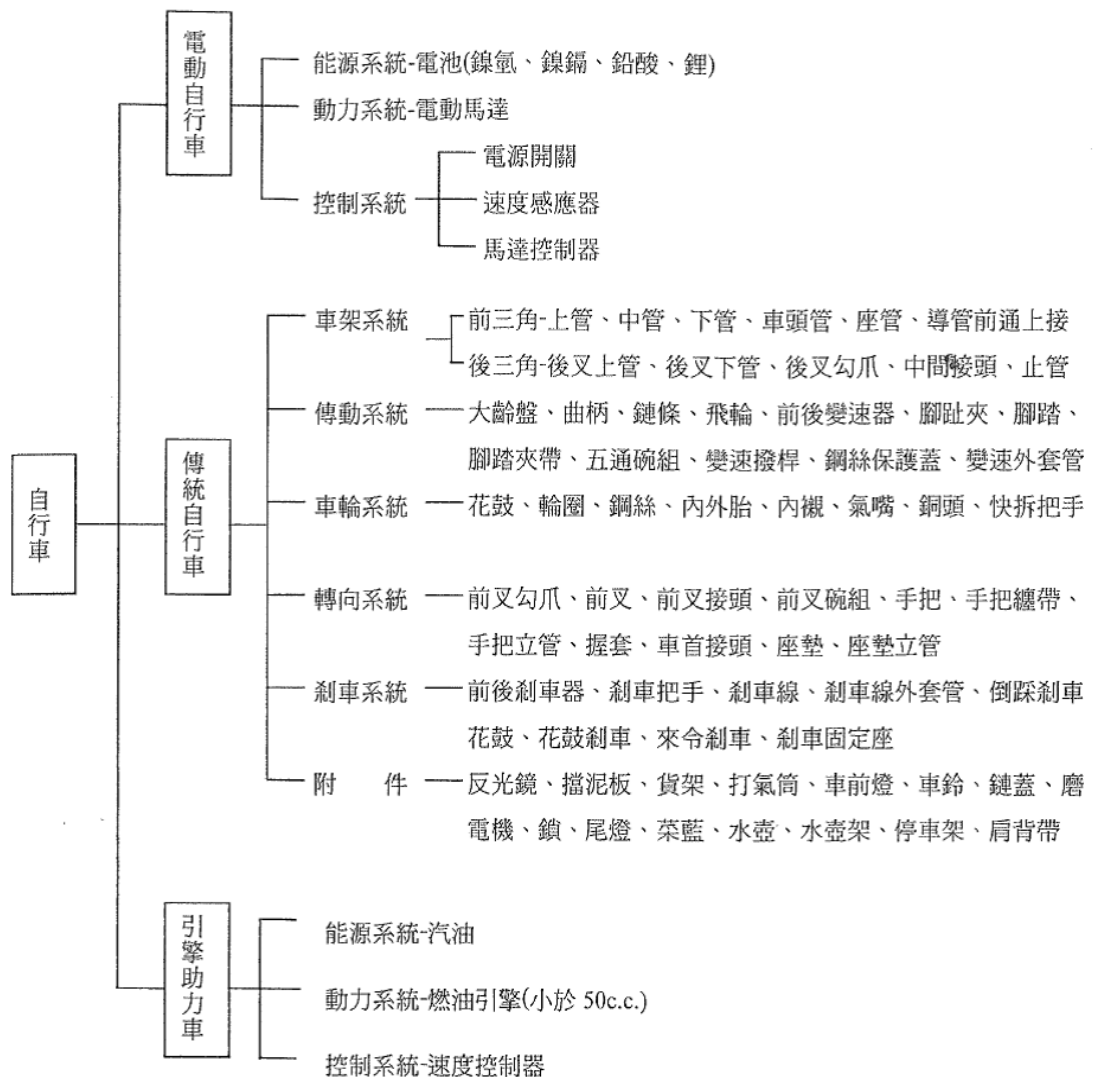 自行車
電動自行車
能源系統-電池(鎳氫、鎳鎘、鉛酸、鋰)
動力系統-電動馬達
控制系統
電源開關
速度感應器
馬達控制器
傳統自行車
車架系統
前三角-上管、中管、下管、車頭管、座管、導管前通上接
後三角-後叉上管、後叉下管、後叉勾爪、中間接頭、止管
傳動系統
大齡盤、曲柄、鏈條、飛輪、前後變速器、腳趾夾、腳踏、
腳踏夾帶、五通碗組、變速撥桿、鋼絲保護蓋、變速外套管
車輪系統
花鼓、輪圈、鋼絲、內外胎、內襯、氣嘴、銅頭、快拆把手
轉向系統
前叉勾爪、前叉、前叉接頭、前叉碗組、手把、手把纏帶、
手把立管、握套、車首接頭、座墊、座墊立管
剎車系統
前後剎車器、剎車把手、剎車線、剎車線外套管、倒踩剎車
花鼓、花鼓剎車、來令剎車、剎車固定座
附件
反光鏡、擋泥板、貨架、打氣筒、車前燈、車鈴、鏈蓋、磨
電機、鎖、尾燈、菜藍、水壺、水壺架、停車架、肩背帶
引擎助力車
能源系統-汽油
動力系統-燃油引擎(小於 50c.c.)
控制系統-速度控制器